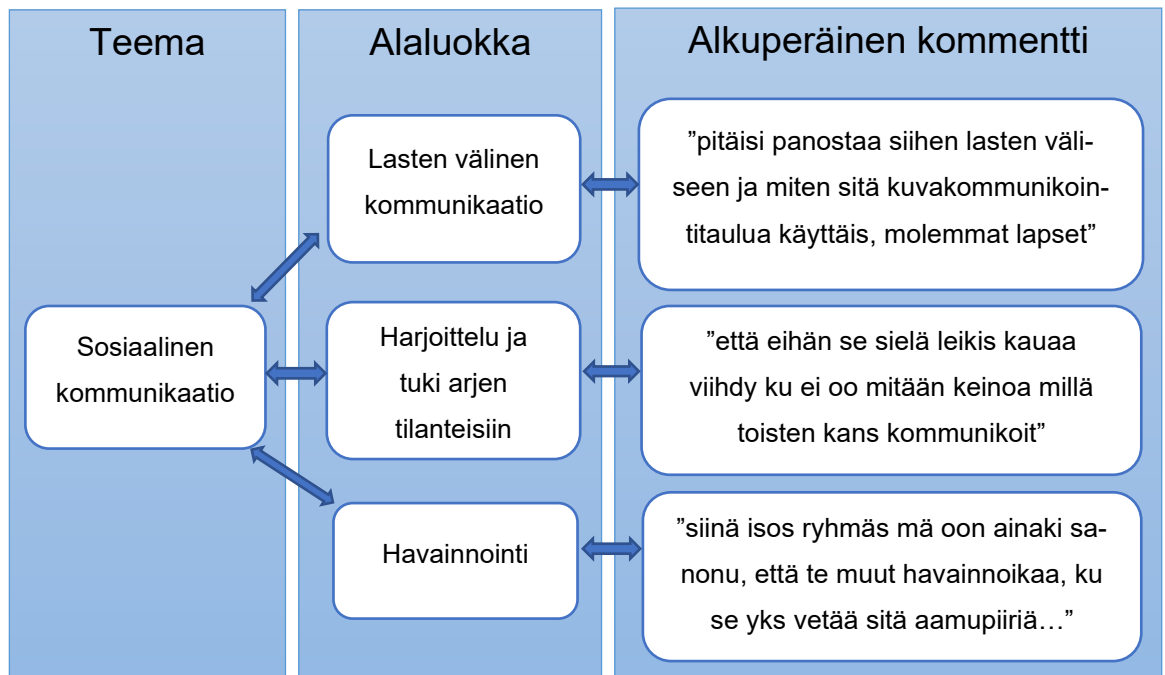 Teema
Alaluokka
Alkuperäinen kommentti
Sosiaalinen
kommunikaatio
Lasten välinen
kommunikaatio
”pitäisi panostaa siihen lasten väli-
seen ja miten sitä kuvakommunikoin-
titaulua käyttäis, molemmat lapset”
Harjoittelu ja
tuki arjen
tilanteisiin
”että eihän se sielä leikis kauaa
viihdy ku ei oo mitään keinoa millä
toisten kans kommunikoit”
Havainnointi
”siinä isos ryhmäs mä oon ainaki sa-
nonu, että te muut havainnoikaa, ku
se yks vetää sitä aamupiiriä…”